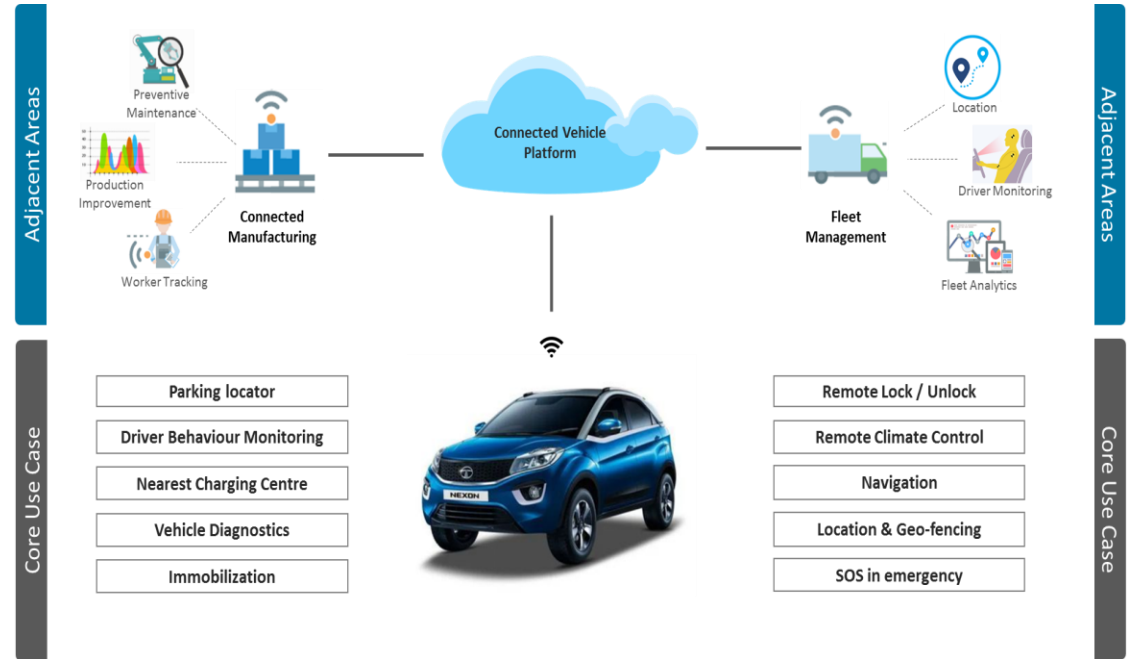 Adjacent Areas
Preventive
Maintenance
Production
Improvement
Worker Tracking
Connected
Manufacturing
Connected Vehicle
Platform
Fleet
Management
Location
Driver Monitoring
Fleet Analytics
Adjacent Areas
Core Use Case
Parking locator
Driver Behaviour Monitoring
Nearest Charging Centre
Vehicle Diagnostics
Immobilization
NEXON
Remote Lock / Unlock
Remote Climate Control
Navigation
Location & Geo-fencing
SOS in emergency
Core Use Case